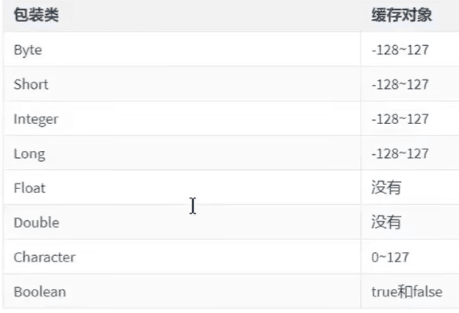 包装类 缓存对象
Byte -128~127
Short -128~127
Integer -128~127
Long -128~127
Float 没有
Double 没有
Character 0~127
Boolean true和false